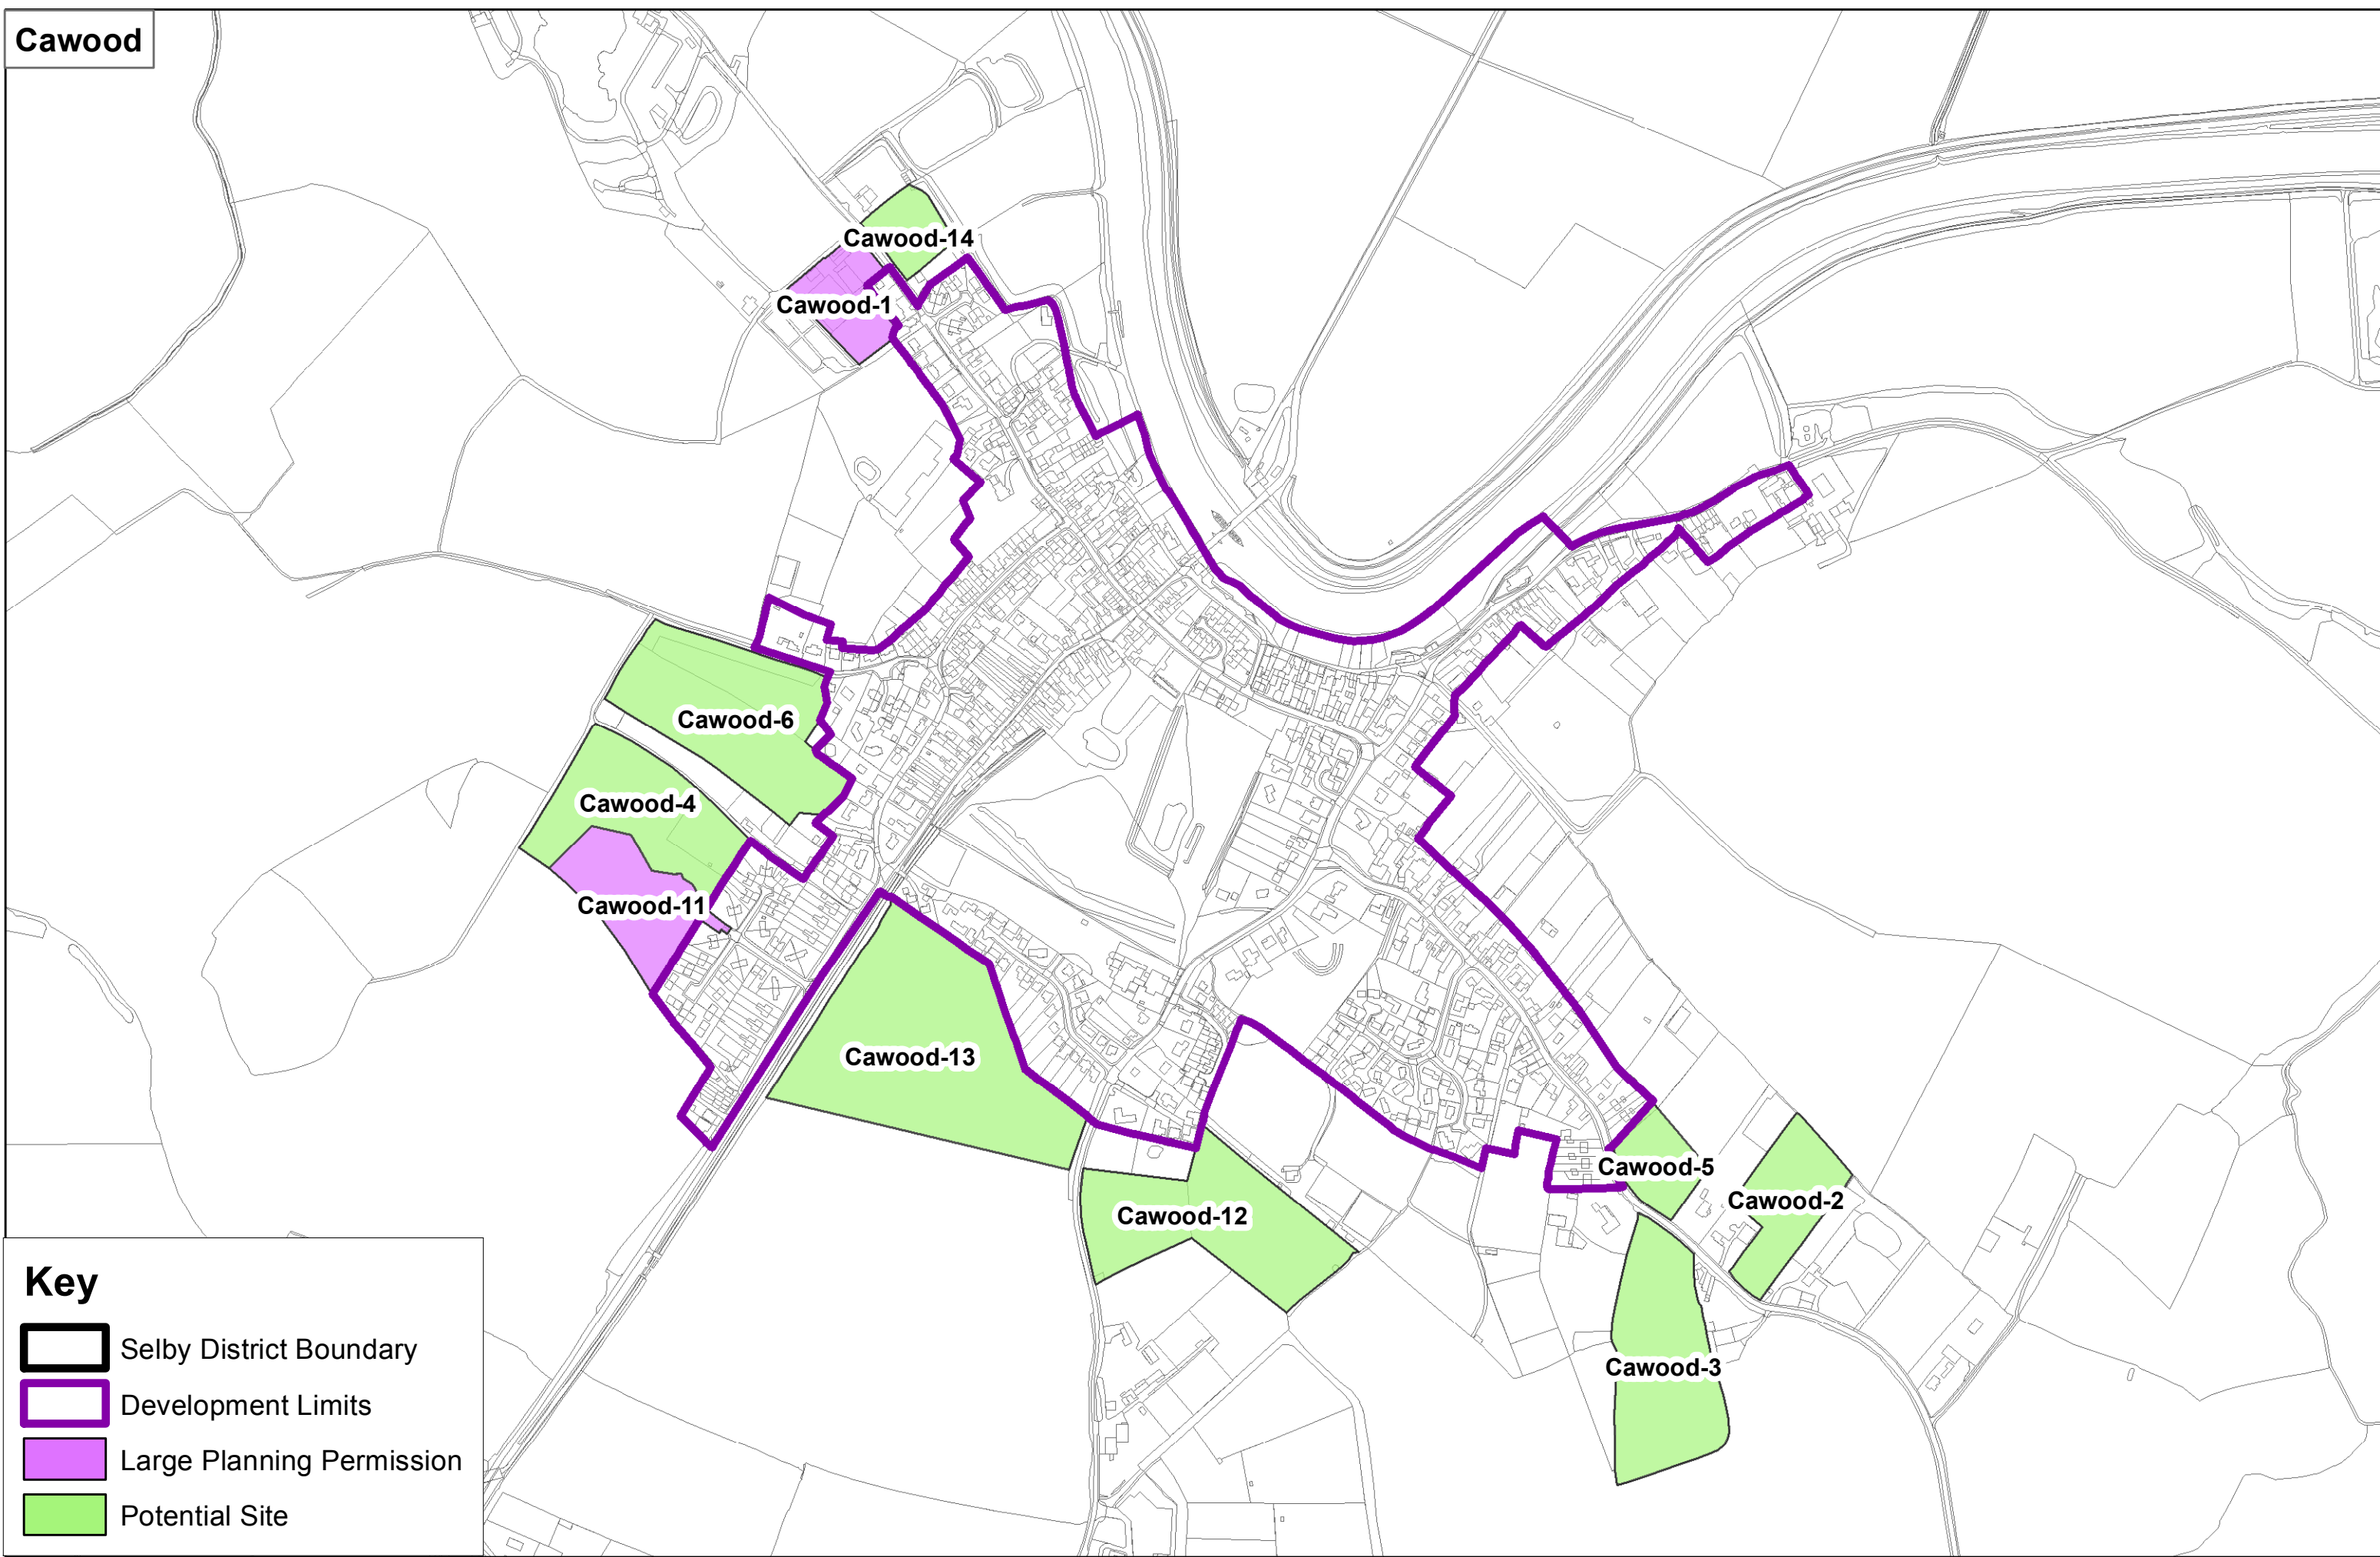 Cawood
Cawood-14
Cawood-1
Cawood-6
Cawood-4
Cawood-11
Cawood-13
Cawood-12
Cawood-5
Cawood-2
Cawood-3
Key
Selby District Boundary
Development Limits
Large Planning Permission
Potential Site